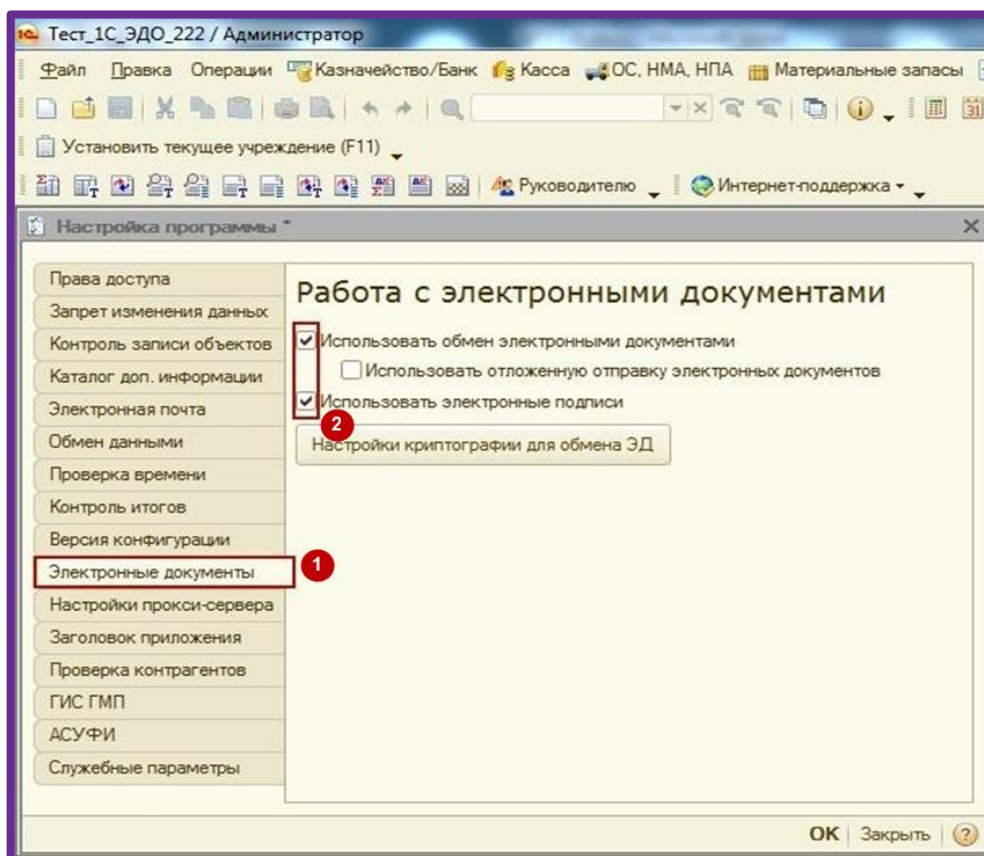 Тест_1С_ЭДО_222 / Администратор
Файл Правка Операции Казначейство/Банк Касса ОС, НМА, НПА Материальные запасы
31
Установить текущее учреждение (F11)
Руководителю Интернет-поддержка
Настройка программы *
Права доступа
Запрет изменения данных
Контроль записи объектов
Каталог доп. информации
Электронная почта
Обмен данными
Проверка времени
Контроль итогов
Версия конфигурации
Электронные документы
1
Настройки прокси-сервера
Заголовок приложения
Проверка контрагентов
ГИС ГМП
АСУФИ
Служебные параметры
Работа с электронными документами
Использовать обмен электронными документами
Использовать отложенную отправку электронных документов
Использовать электронные подписи
2
Настройки криптографии для обмена ЭД
OK Закрыть ?